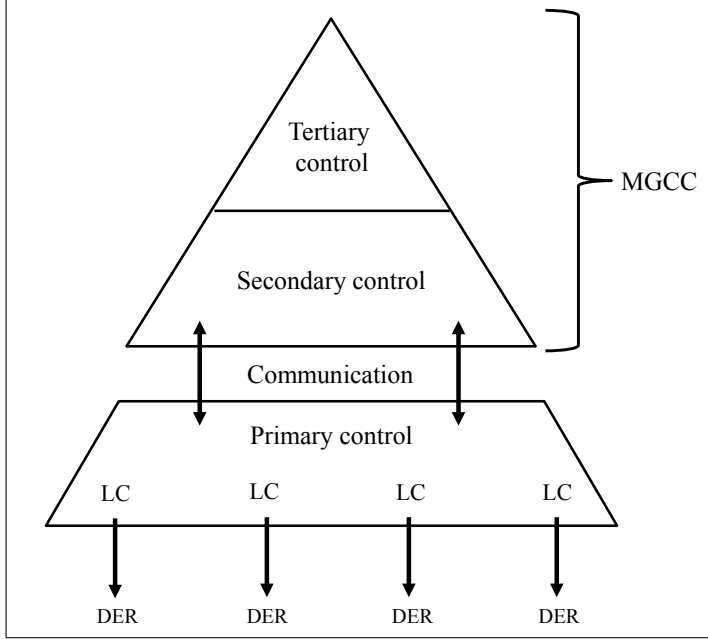 Tertiary
control
MGCC
Secondary control
Communication
Primary control
LC LC LC LC
DER DER DER DER